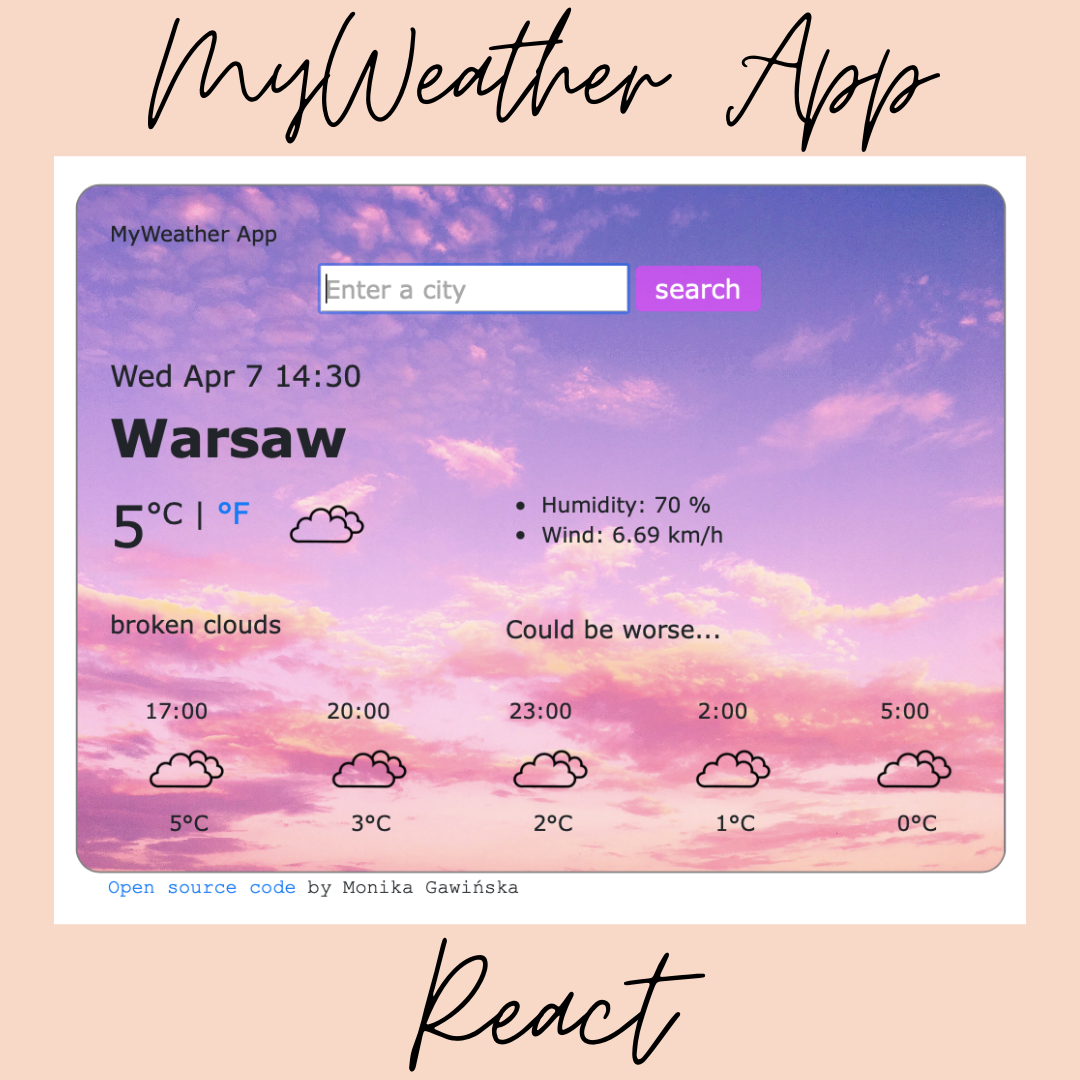 MyWeather App
MyWeather App
Enter a city search
Wed Apr 7 14:30
Warsaw
5°C | °F
Humidity: 70 %
Wind: 6.69 km/h
broken clouds
Could be worse...
17:00 20:00 23:00 2:00 5:00
5°C 3°C 2°C 1°C 0°C
Open source code by Monika Gawińska
React